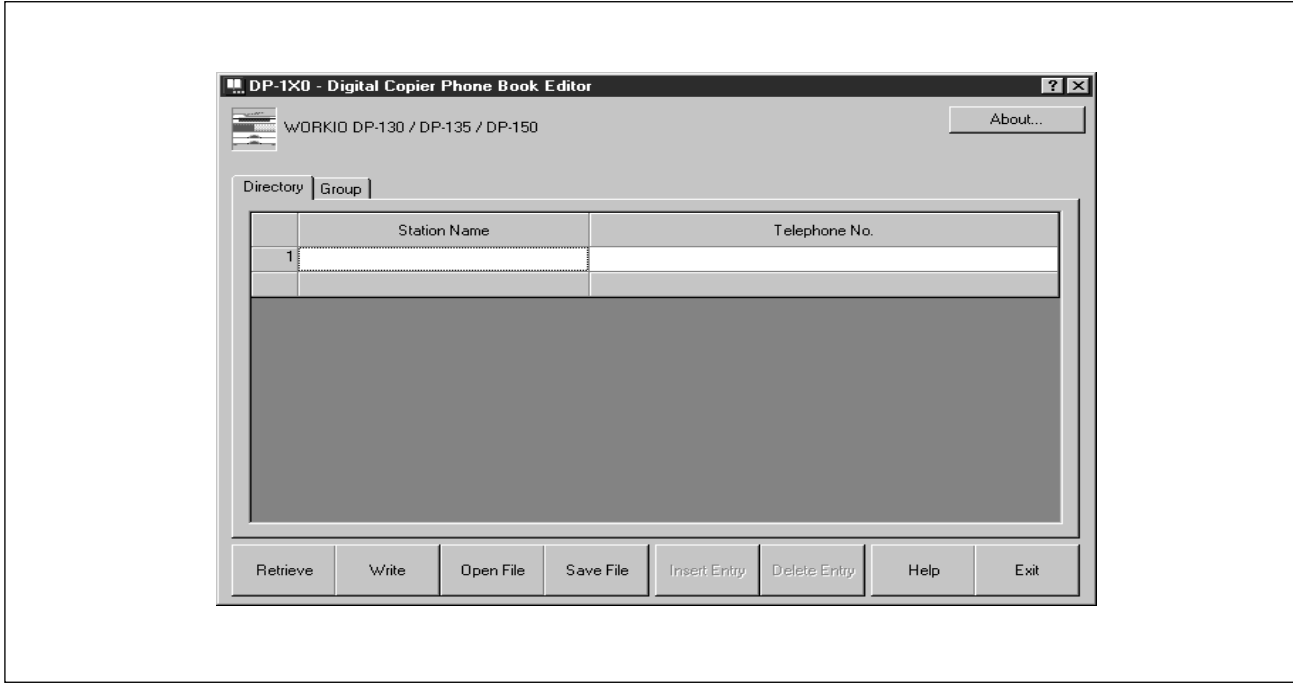 DP-1X0 - Digital Copier Phone Book Editor
WORKIO DP-130 / DP-135 / DP-150
About...
Directory Group
Station Name Telephone No.
1
Retrieve Write Open File Save File Insert Entry Delete Entry Help Exit